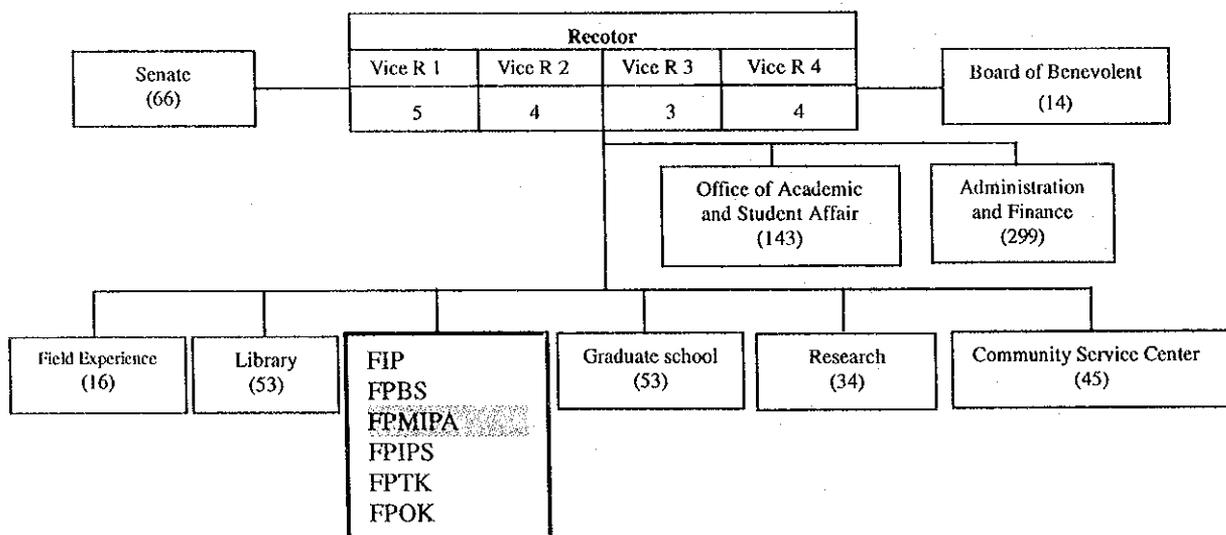 Recotor
Vice R 1 Vice R 2 Vice R 3 Vice R 4
5 4 3 4
Senate
(66)
Board of Benevolent
(14)
Office of Academic
and Student Affair
(143)
Administration
and Finance
(299)
Field Experience
(16)
Library
(53)
FIP
FPBS
FPMIPA
FPIPS
FPTK
FPOK
Graduate school
(53)
Research
(34)
Community Service Center
(45)